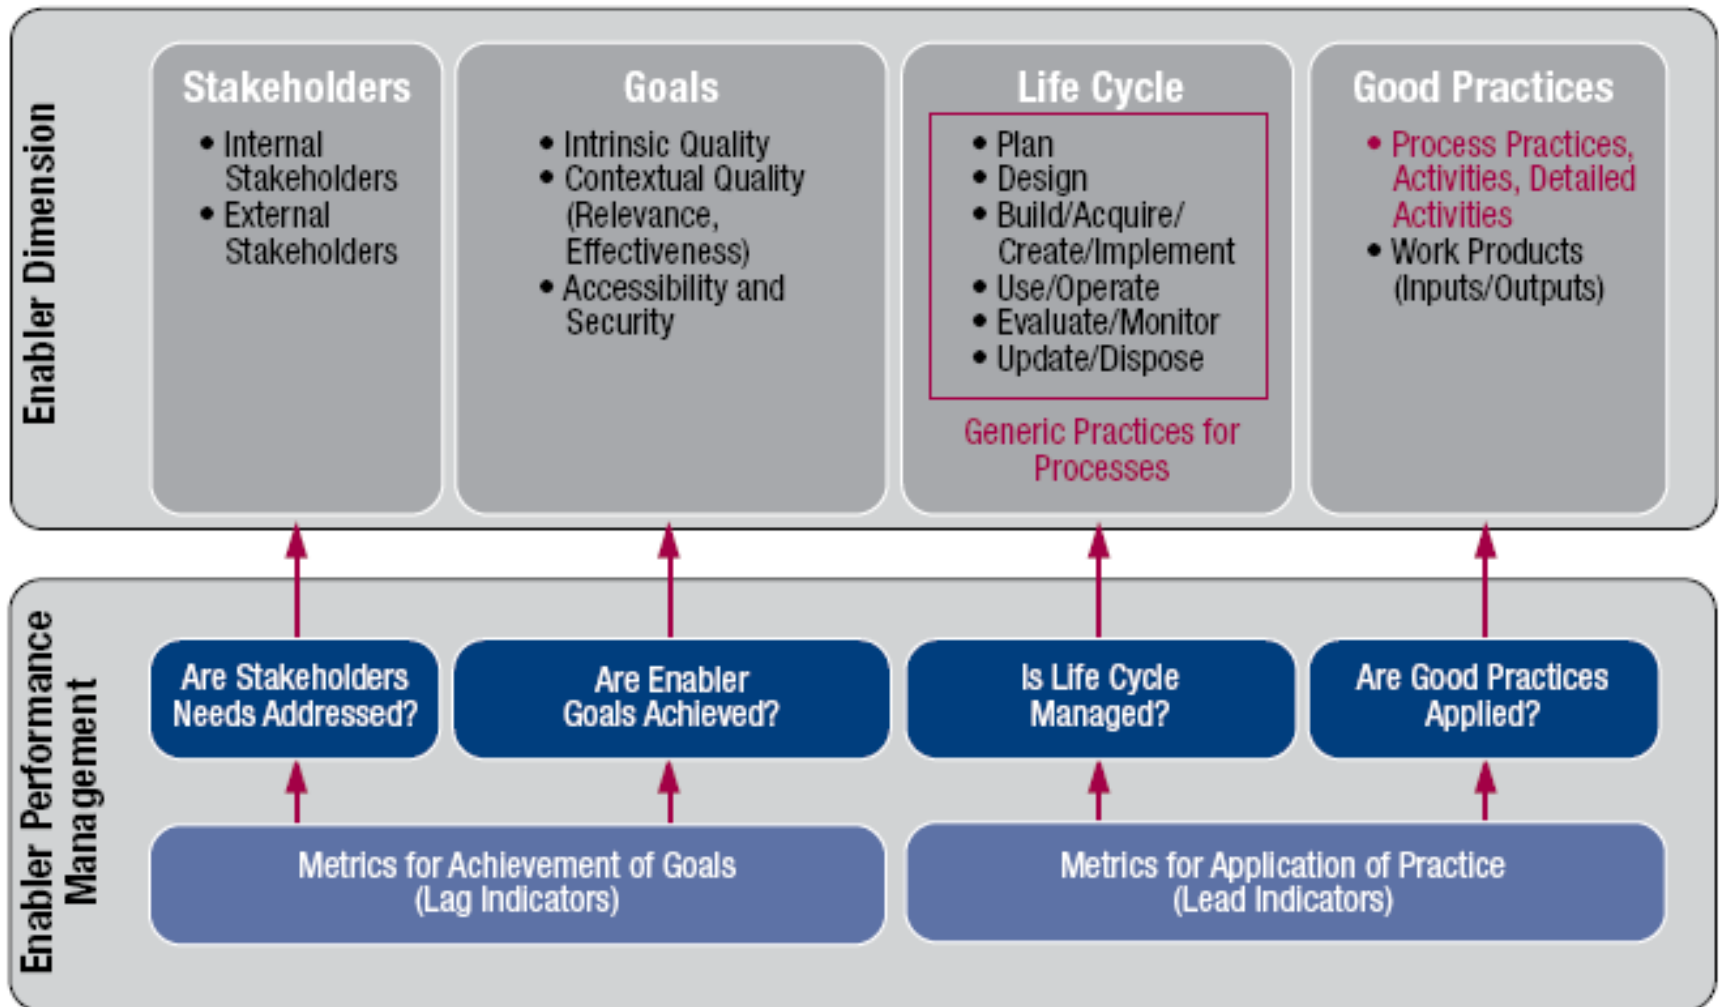 Enabler Dimension
Stakeholders
• Internal
Stakeholders
• External
Stakeholders
Goals
• Intrinsic Quality
• Contextual Quality
(Relevance,
Effectiveness)
• Accessibility and
Security
Life Cycle
• Plan
• Design
• Build/Acquire/
Create/Implement
• Use/Operate
• Evaluate/Monitor
• Update/Dispose
Generic Practices for
Processes
Good Practices
• Process Practices,
Activities, Detailed
Activities
• Work Products
(Inputs/Outputs)
Enabler Performance
Management
Are Stakeholders
Needs Addressed?
Are Enabler
Goals Achieved?
Is Life Cycle
Managed?
Are Good Practices
Applied?
Metrics for Achievement of Goals
(Lag Indicators)
Metrics for Application of Practice
(Lead Indicators)